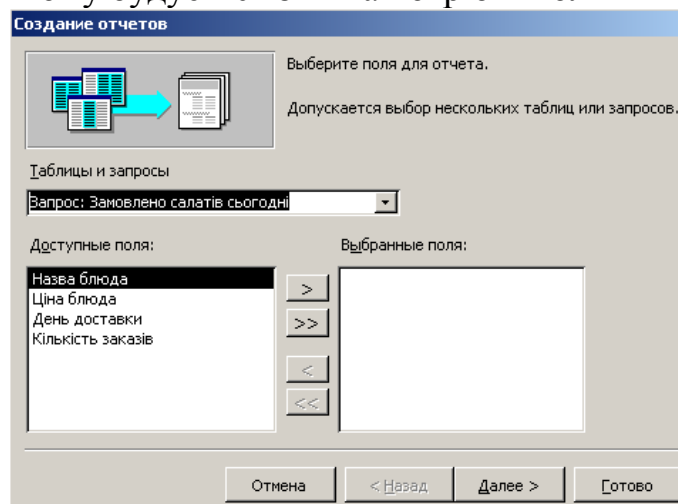 Создание отчетов
Выберите поля для отчета.
Допускается выбор нескольких таблиц или запросов.
Таблицы и запросы
Запрос: Замовлено салатів сьогодні
Доступные поля:
Выбранные поля:
Назва блюда
Ціна блюда
День доставки
Кількість заказів
>
>>
<
<<
Отмена
< Назад
Далее >
Готово